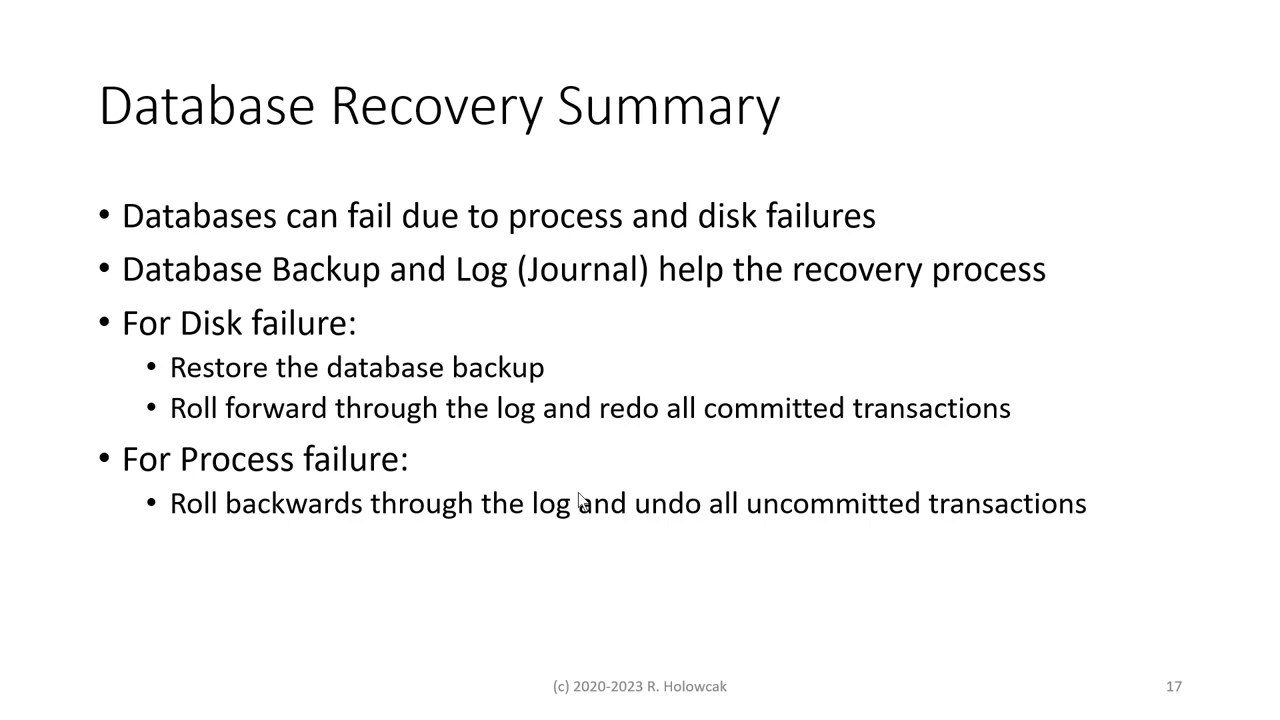 Database Recovery Summary
• Databases can fail due to process and disk failures
• Database Backup and Log (Journal) help the recovery process
• For Disk failure:
• Restore the database backup
• Roll forward through the log and redo all committed transactions
• For Process failure:
• Roll backwards through the log and undo all uncommitted transactions
(c) 2020-2023 R. Holowcak
17